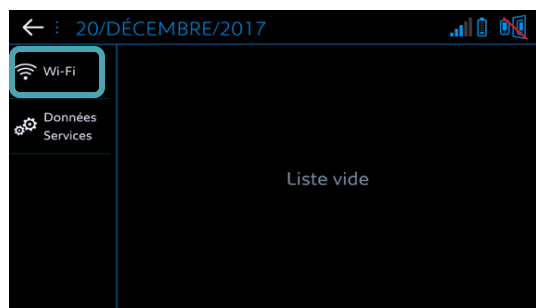 20/DÉCEMBRE/2017
Wi-Fi
Données
Services
Liste vide